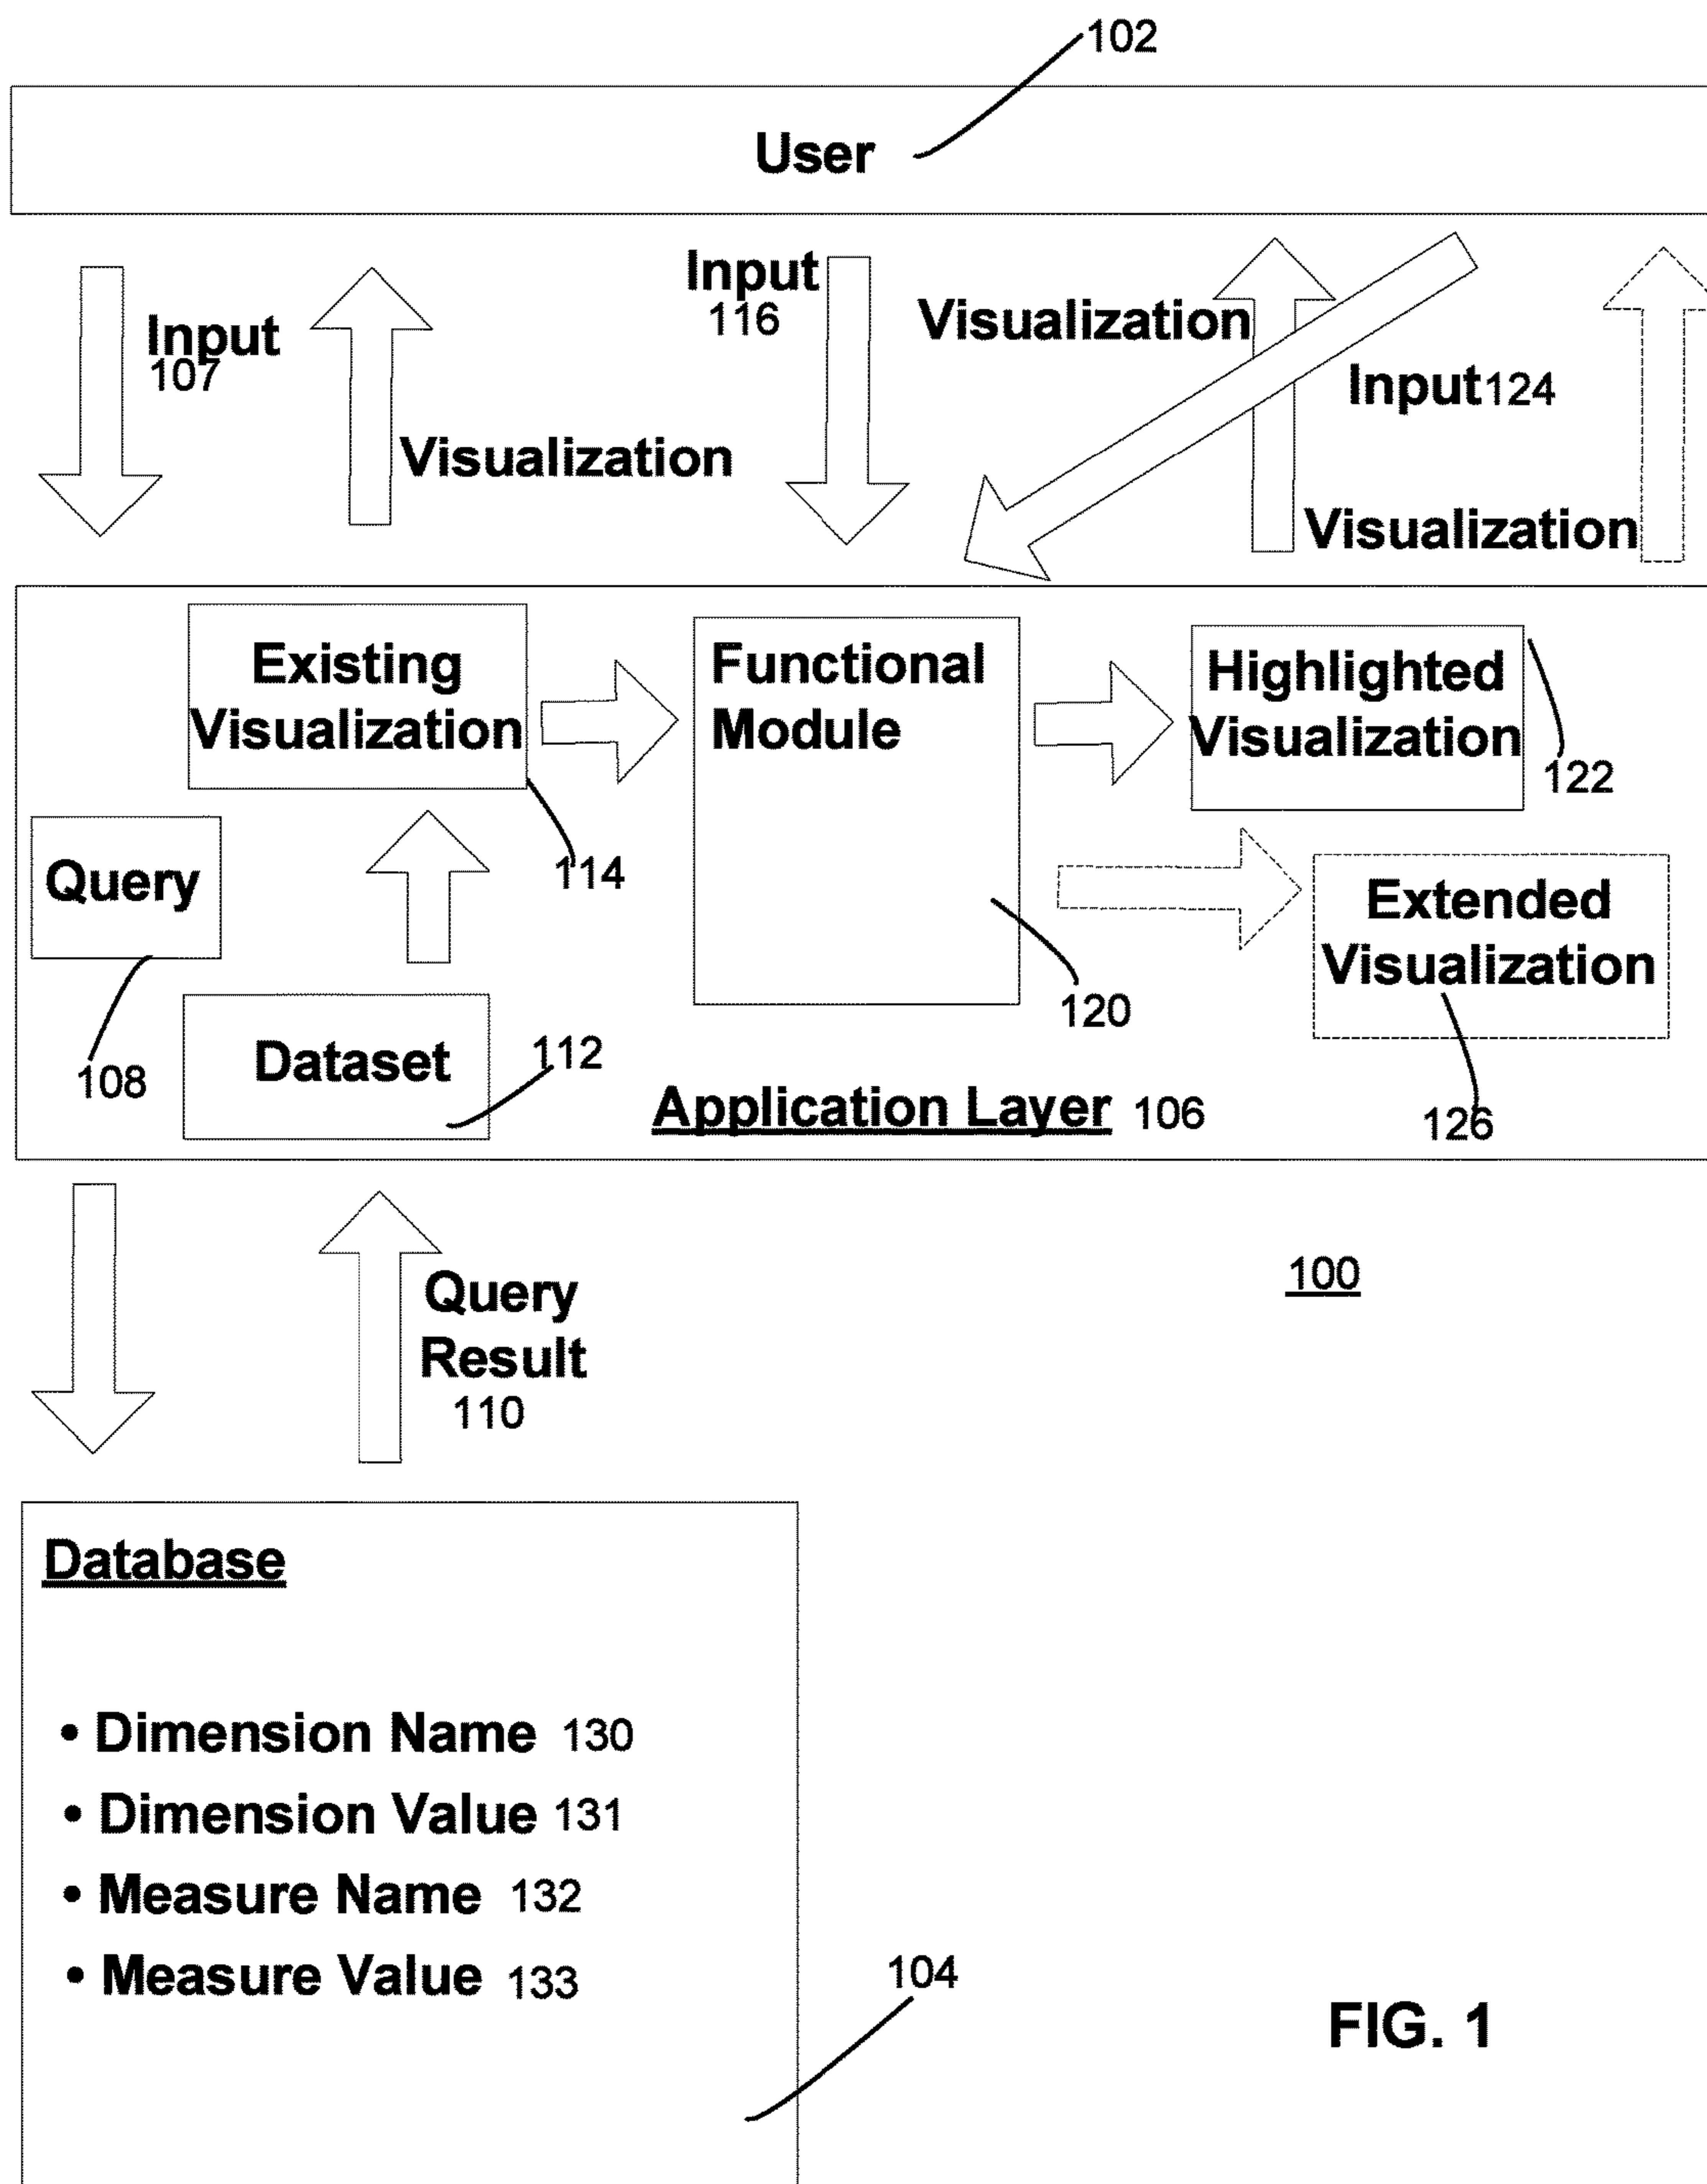 102
User
Input
107
Visualization
Input
116
Visualization
Input 124
Visualization
Existing
Visualization
114
Functional
Module
120
Highlighted
Visualization
122
Query
108
Extended
Visualization
126
Dataset
112
Application Layer 106
Query
Result
110
100
Database
• Dimension Name 130
• Dimension Value 131
• Measure Name 132
• Measure Value 133
104
FIG. 1